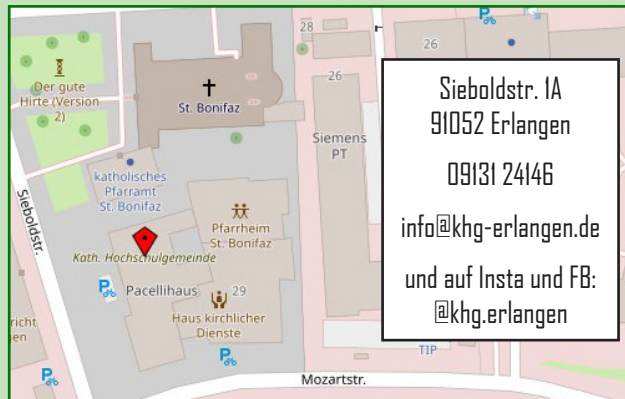 28
26
26
Der gute
Hirte (Version
2)
St. Bonifaz
Siemens
PT
katholisches
Pfarramt
St. Bonifaz
Sieboldstr.
Pfarrheim
St. Bonifaz
Kath. Hochschulgemeinde
Pacellihaus
29
Haus kirchlicher
Dienste
richt
en
TIP
Mozartstr.
Sieboldstr. 1A
91052 Erlangen
09131 24146
info@khg-erlangen.de
und auf Insta und FB:
@khg.erlangen